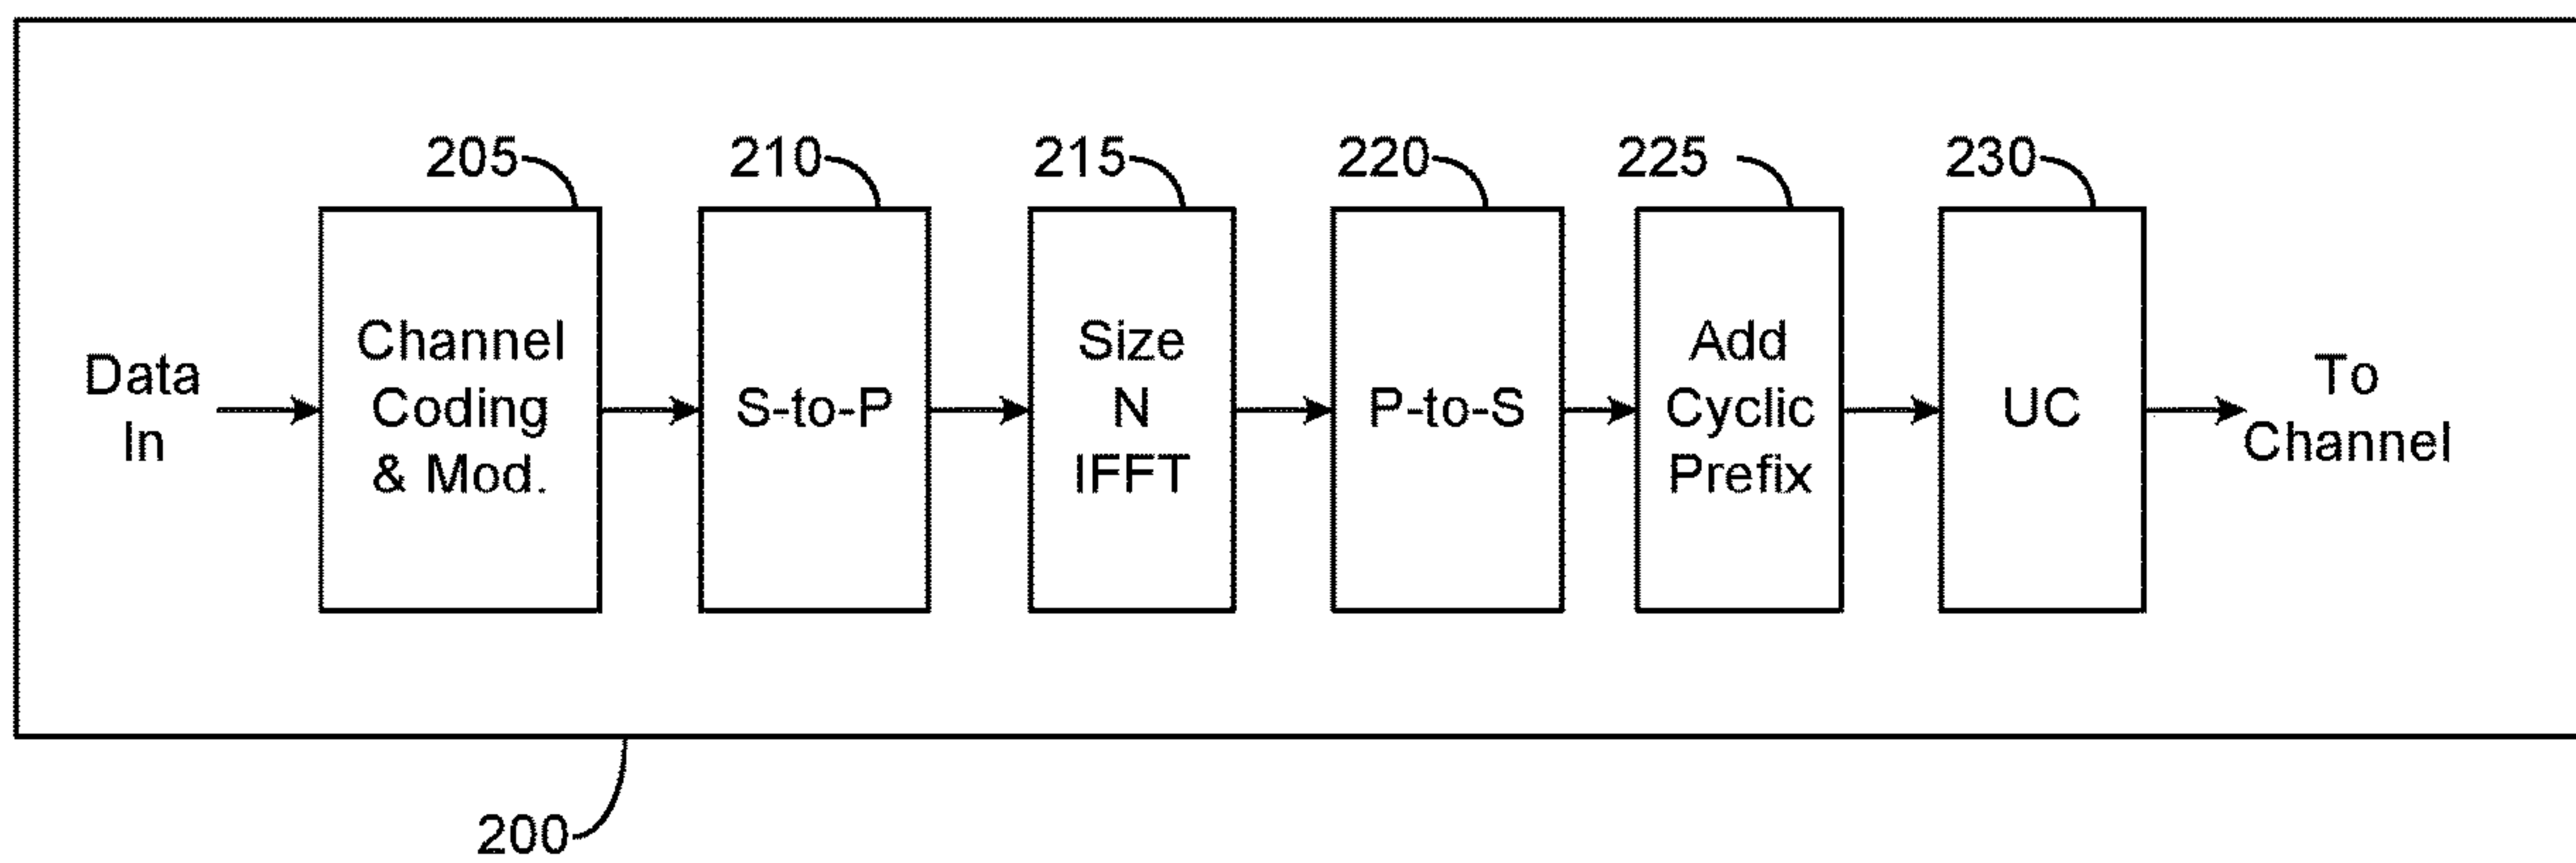 205
210
215
220
225
230
Data
In
Channel
Coding
& Mod.
S-to-P
Size
N
IFFT
P-to-S
Add
Cyclic
Prefix
UC
To
Channel
200